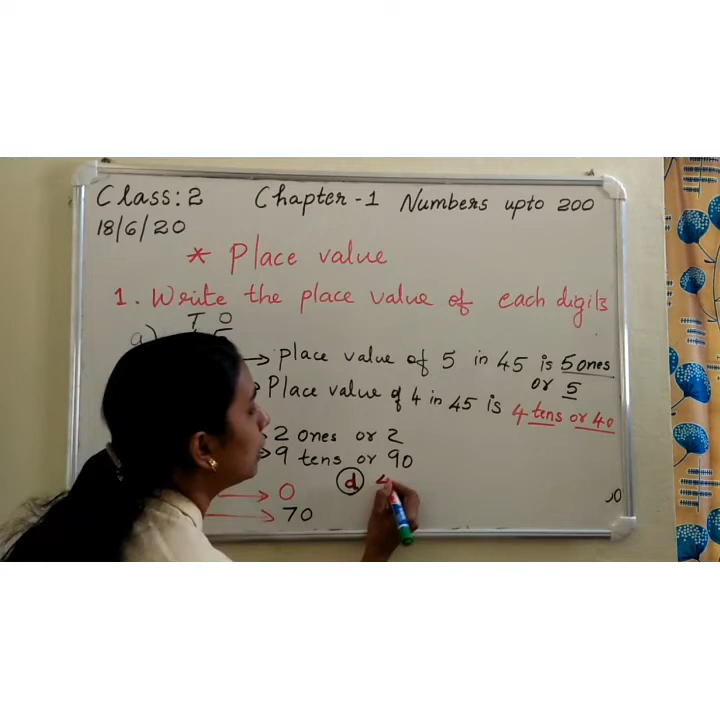 Class: 2 Chapter -1 Numbers upto 200
18/6/20
* Place value
1. Write the place value of each digits
T O
a)
→ place value of 5 in 45 is 5 ones
or 5
Place value of 4 in 45 is 4 tens or 40
2 ones or 2
9 tens or 90
d
→ 0
→ 70